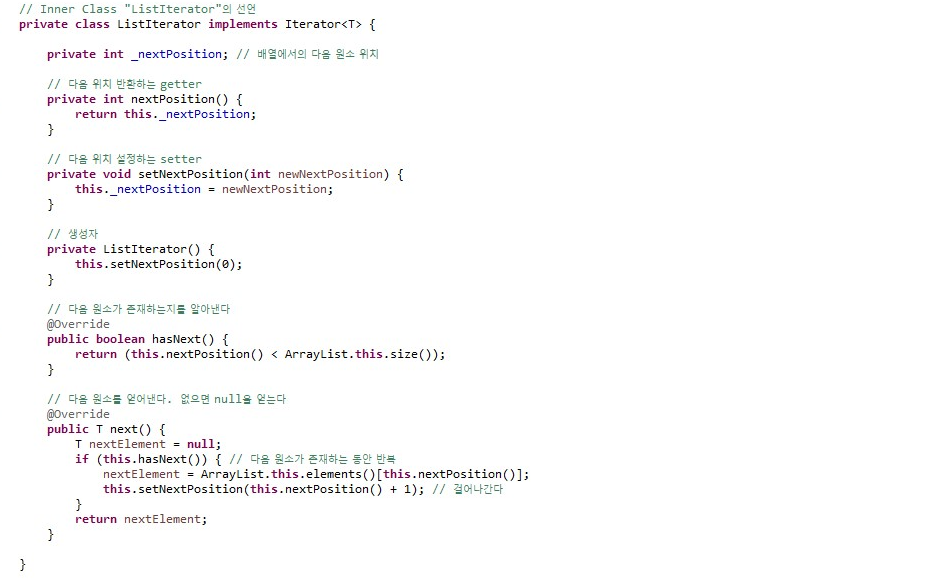 // Inner Class "ListIterator"의 선언
private class ListIterator implements Iterator<T> {
private int _nextPosition; // 배열에서의 다음 원소 위치
// 다음 위치 반환하는 getter
private int nextPosition() {
return this._nextPosition;
}
// 다음 위치 설정하는 setter
private void setNextPosition(int newNextPosition) {
this._nextPosition = newNextPosition;
}
// 생성자
private ListIterator() {
this.setNextPosition(0);
}
// 다음 원소가 존재하는지를 알아낸다
@Override
public boolean hasNext() {
return (this.nextPosition() < ArrayList.this.size());
}
// 다음 원소를 얻어낸다. 없으면 null을 얻는다
@Override
public T next() {
T nextElement = null;
if (this.hasNext()) { // 다음 원소가 존재하는 동안 반복
nextElement = ArrayList.this.elements()[this.nextPosition()];
this.setNextPosition(this.nextPosition() + 1); // 걸어나간다
}
return nextElement;
}
}